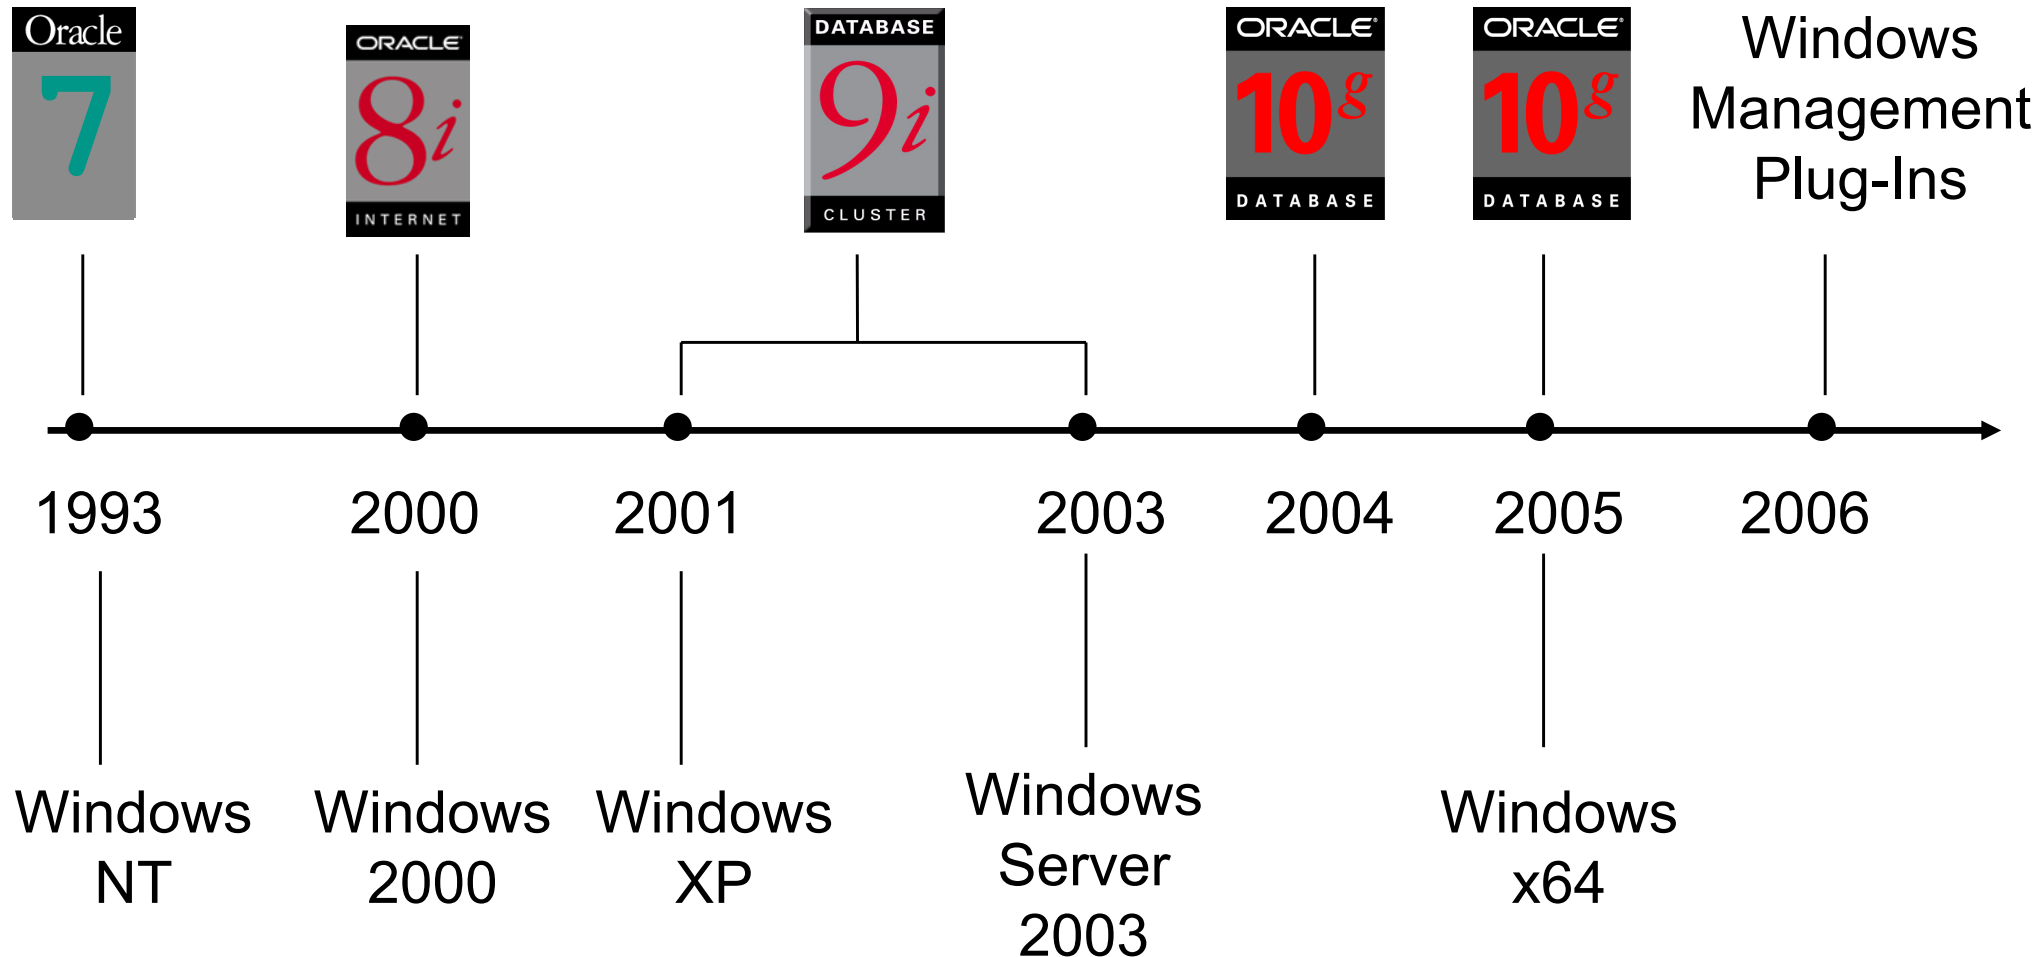 Oracle
7
ORACLE
8i
INTERNET
DATABASE
9i
CLUSTER
ORACLE
10g
DATABASE
ORACLE
10g
DATABASE
Windows
Management
Plug-Ins
1993
2000
2001
2003
2004
2005
2006
Windows
NT
Windows
2000
Windows
XP
Windows
Server
2003
Windows
x64